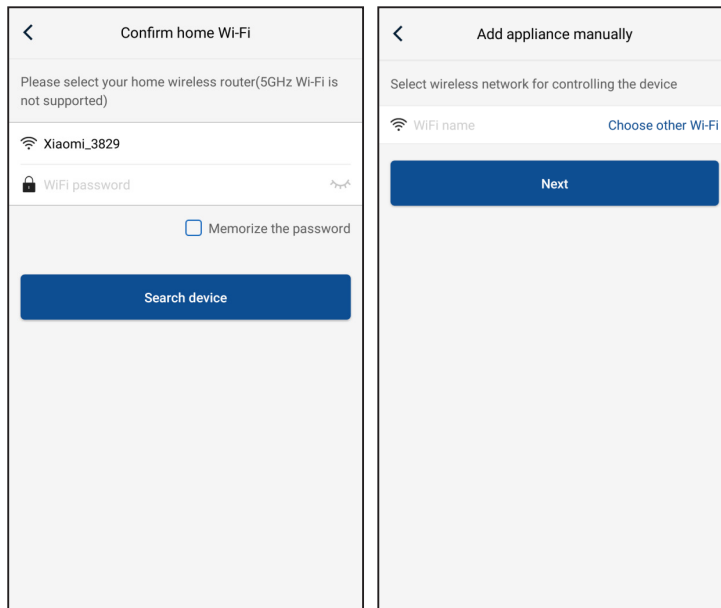 Confirm home Wi-Fi
Please select your home wireless router(5GHz Wi-Fi is
not supported)
Xiaomi_3829
WiFi password
Memorize the password
Search device
Add appliance manually
Select wireless network for controlling the device
WiFi name
Choose other Wi-Fi
Next